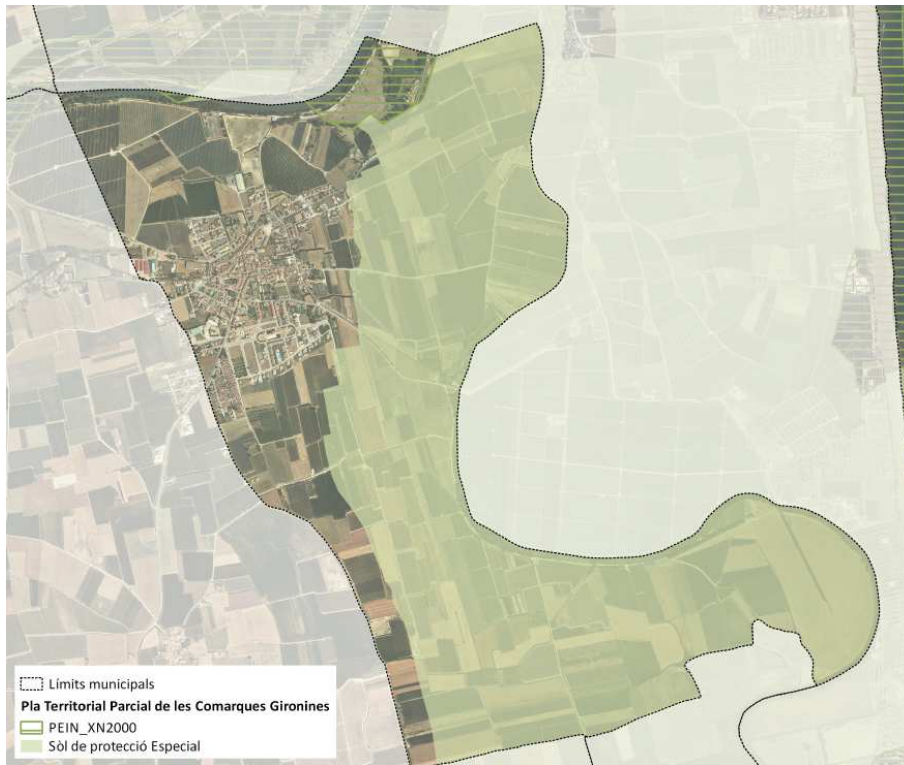 Límits municipals
Pla Territorial Parcial de les Comarques Gironines
PEIN_XN2000
Sòl de protecció Especial